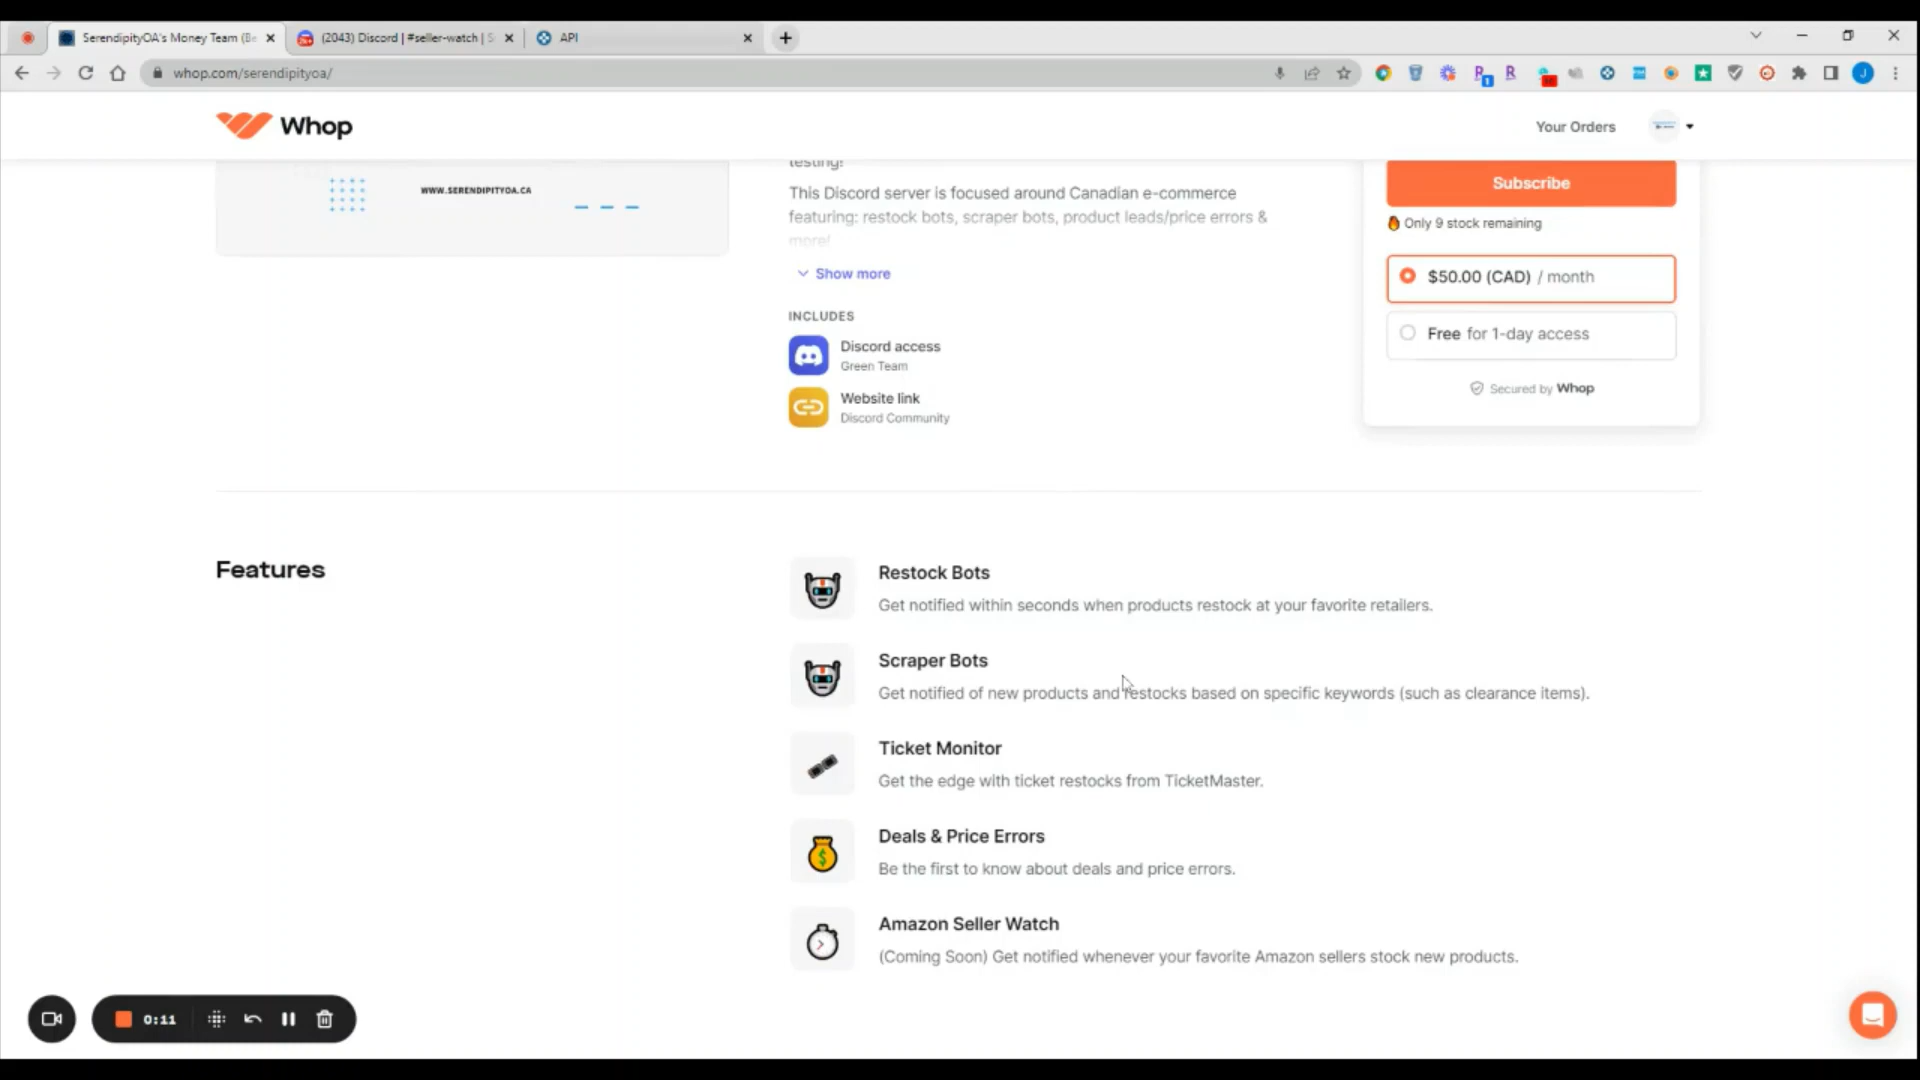 SerendipityOA's Money Team (Be
(2043) Discord | #seller-watch | S
API
whop.com/serendipityoa/
Whop
Your Orders
WWW.SERENDIPITYOA.CA
testing!
This Discord server is focused around Canadian e-commerce
featuring: restock bots, scraper bots, product leads/price errors &
more!
Show more
INCLUDES
Discord access
Green Team
Website link
Discord Community
Subscribe
Only 9 stock remaining
$50.00 (CAD) / month
Free for 1-day access
Secured by Whop
Features
Restock Bots
Get notified within seconds when products restock at your favorite retailers.
Scraper Bots
Get notified of new products and restocks based on specific keywords (such as clearance items).
Ticket Monitor
Get the edge with ticket restocks from TicketMaster.
Deals & Price Errors
Be the first to know about deals and price errors.
Amazon Seller Watch
(Coming Soon) Get notified whenever your favorite Amazon sellers stock new products.
0:11